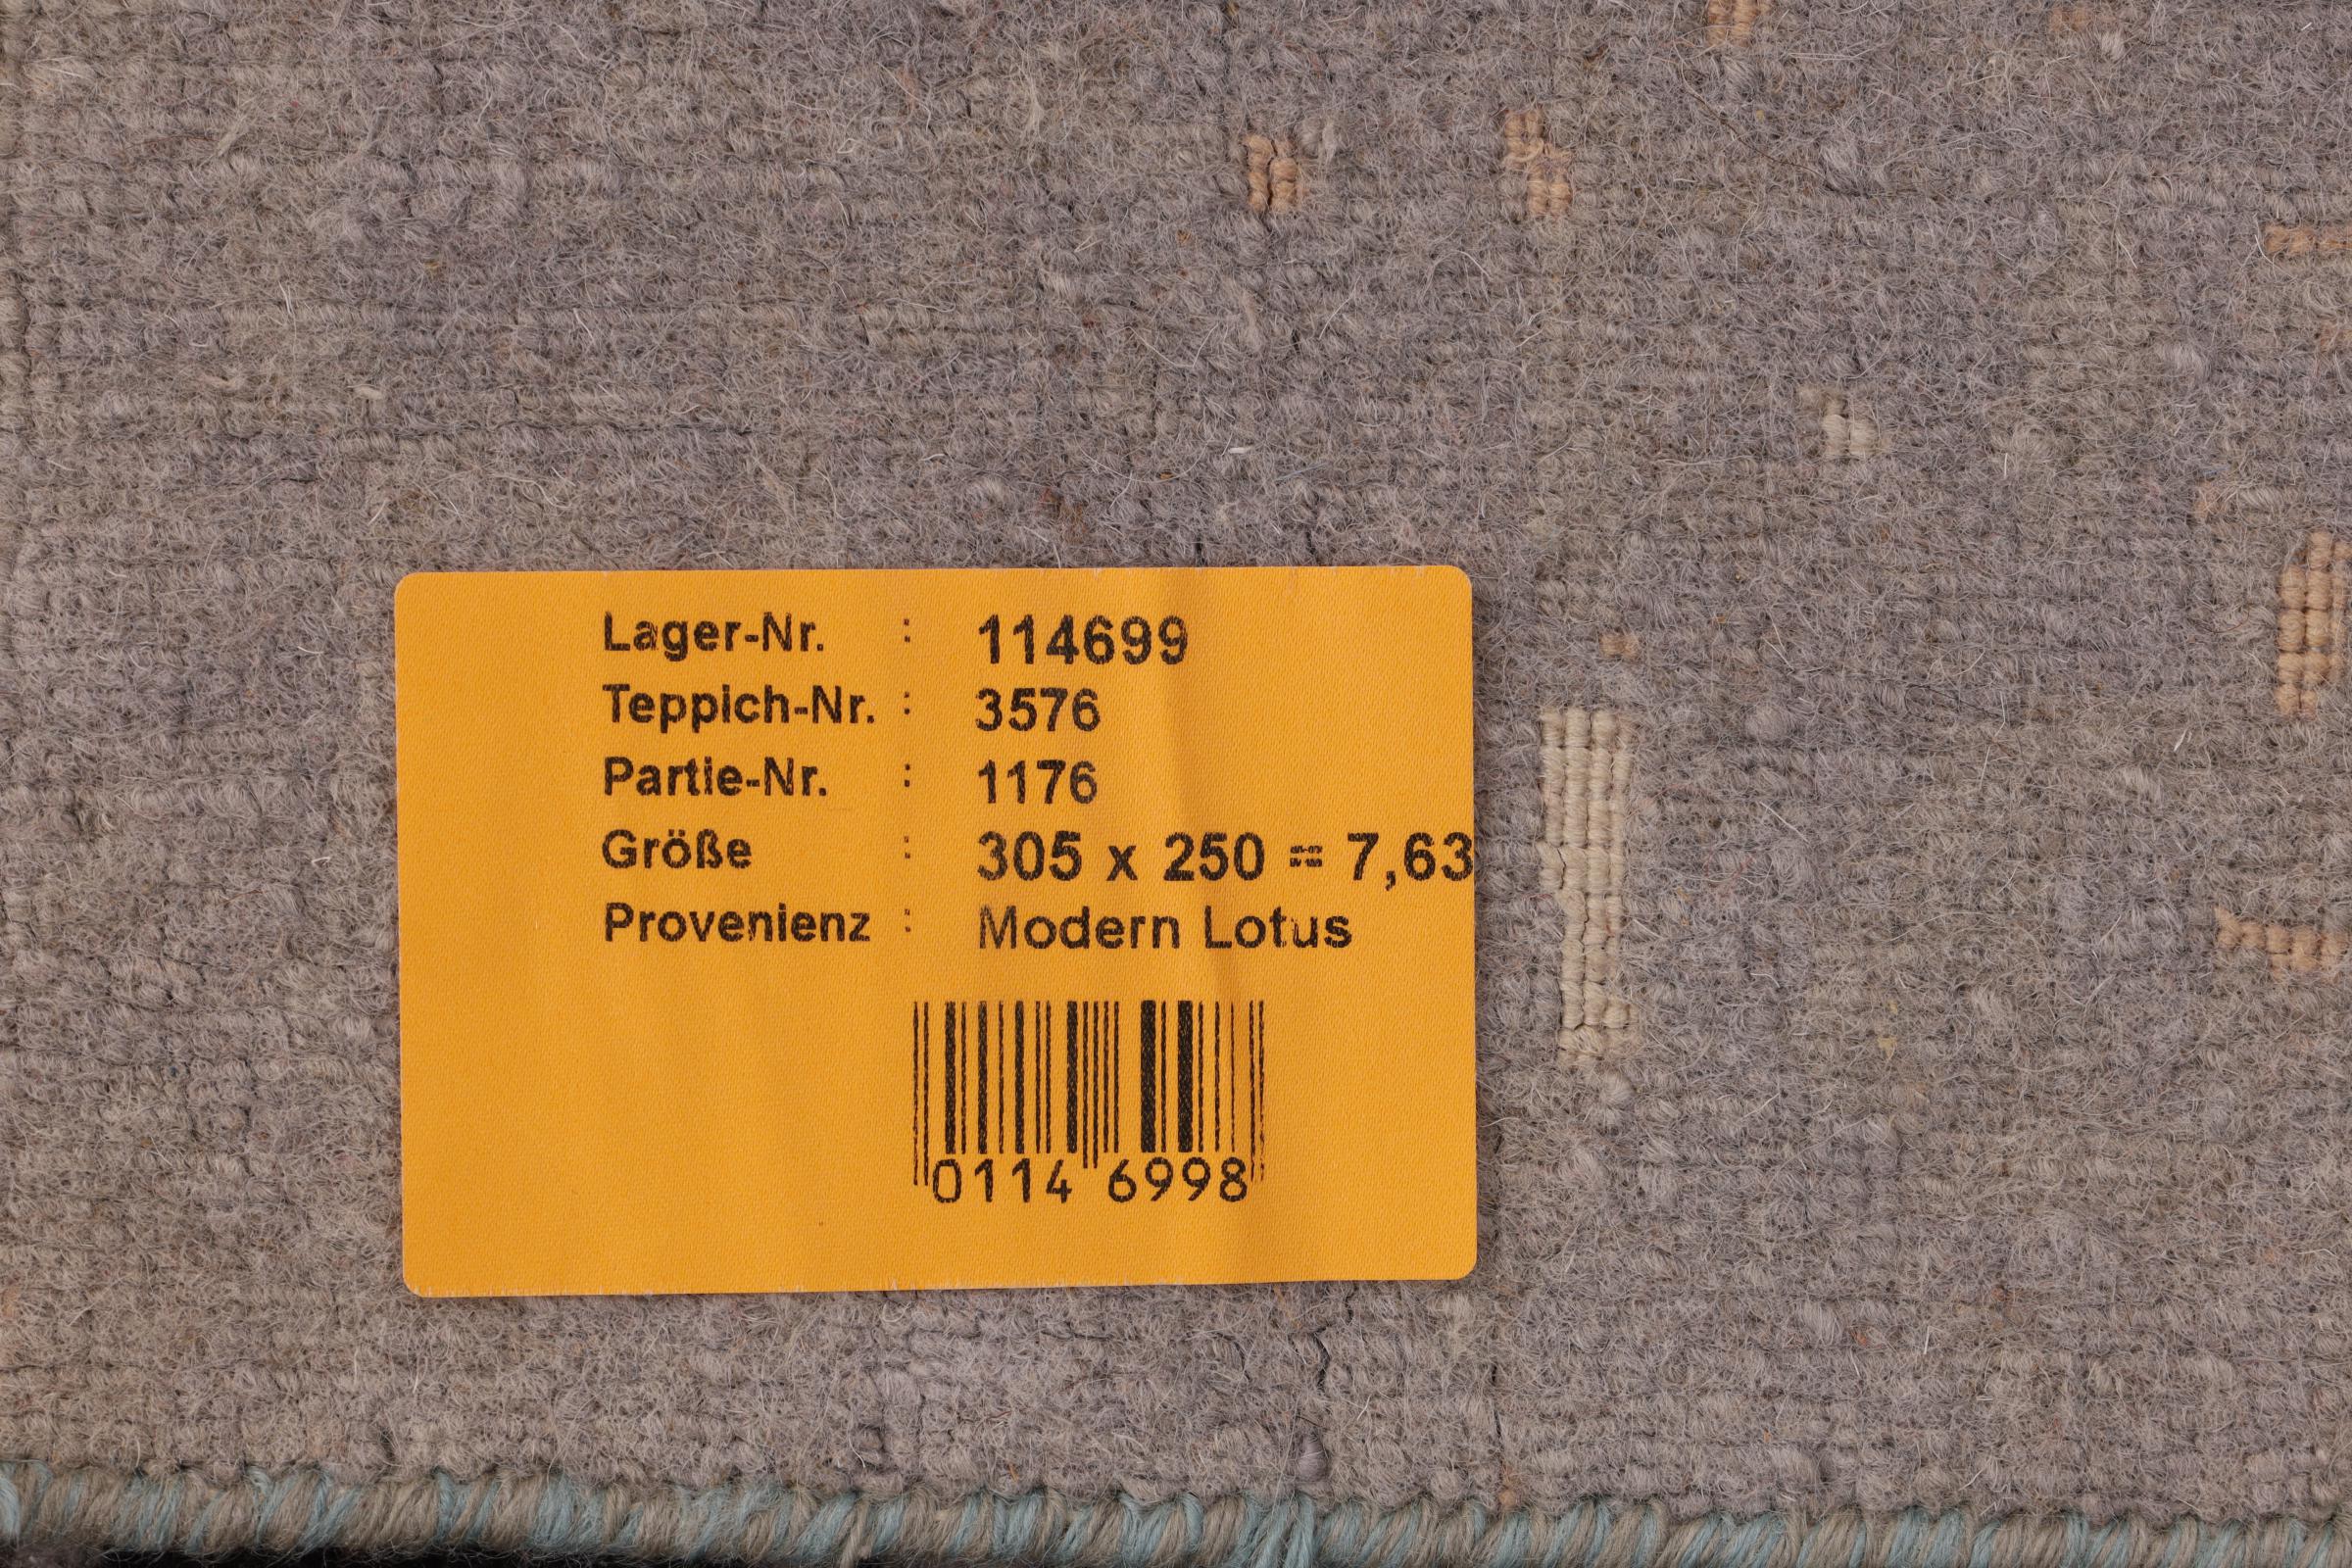 Lager-Nr. : 114699
Teppich-Nr. : 3576
Partie-Nr. : 1176
Größe : 305 x 250 = 7,63
Provenienz : Modern Lotus
0114 6998